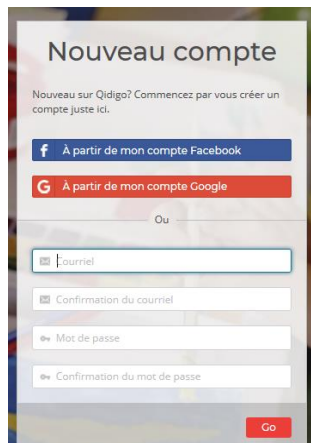 Nouveau compte
Nouveau sur Qidigo? Commencez par vous créer un
compte juste ici.
f À partir de mon compte Facebook
G À partir de mon compte Google
Ou
Courriel
Confirmation du courriel
Mot de passe
Confirmation du mot de passe
Go